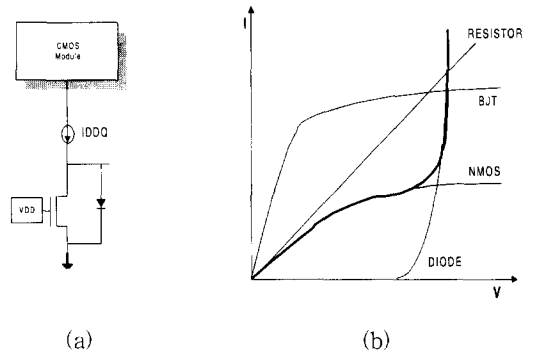 CMOS
Module
IDDQ
VDD
(a)
I
RESISTOR
BJT
NMOS
DIODE
V
(b)